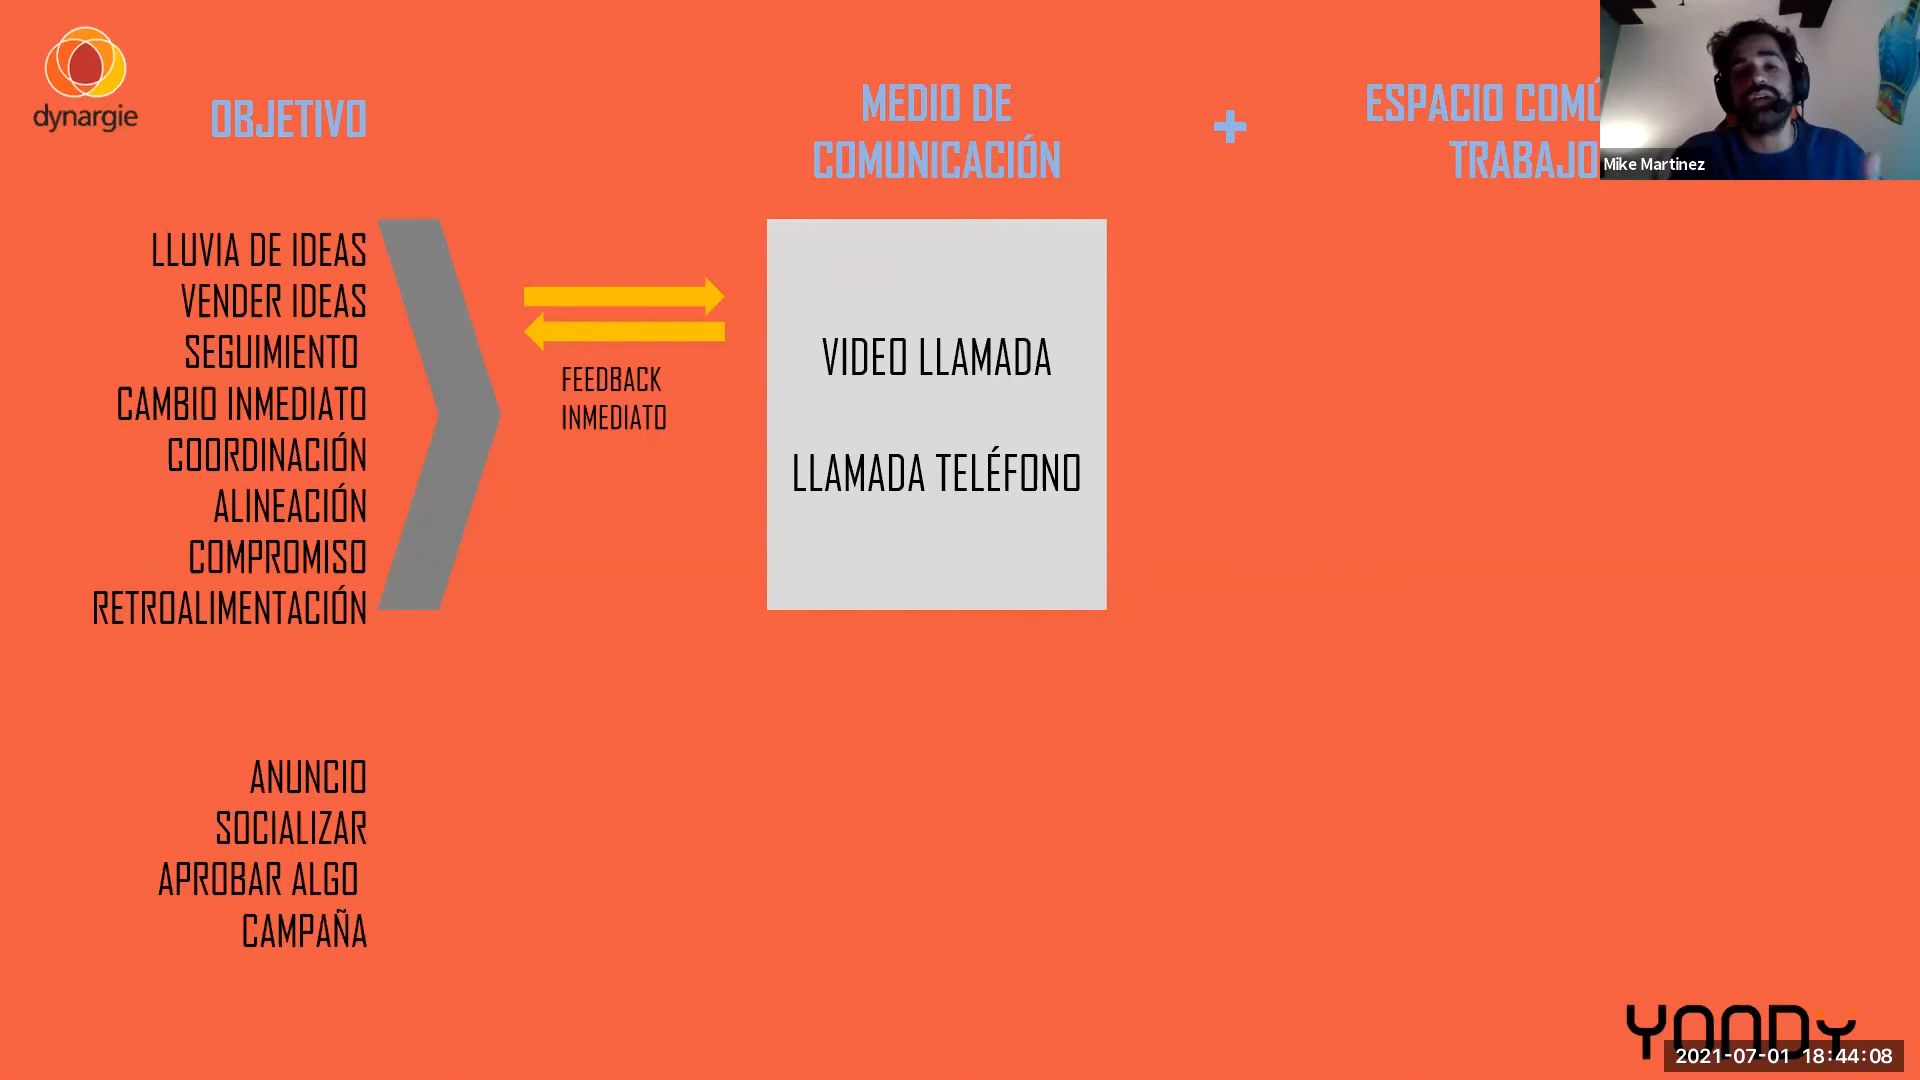 dynargie
OBJETIVO
MEDIO DE
COMUNICACIÓN
+
ESPACIO COMÚ
TRABAJO
Mike Martinez
LLUVIA DE IDEAS
VENDER IDEAS
SEGUIMIENTO
CAMBIO INMEDIATO
COORDINACIÓN
ALINEACIÓN
COMPROMISO
RETROALIMENTACIÓN
FEEDBACK
INMEDIATO
VIDEO LLAMADA
LLAMADA TELÉFONO
ANUNCIO
SOCIALIZAR
APROBAR ALGO
CAMPAÑA
2021-07-01 18:44:08